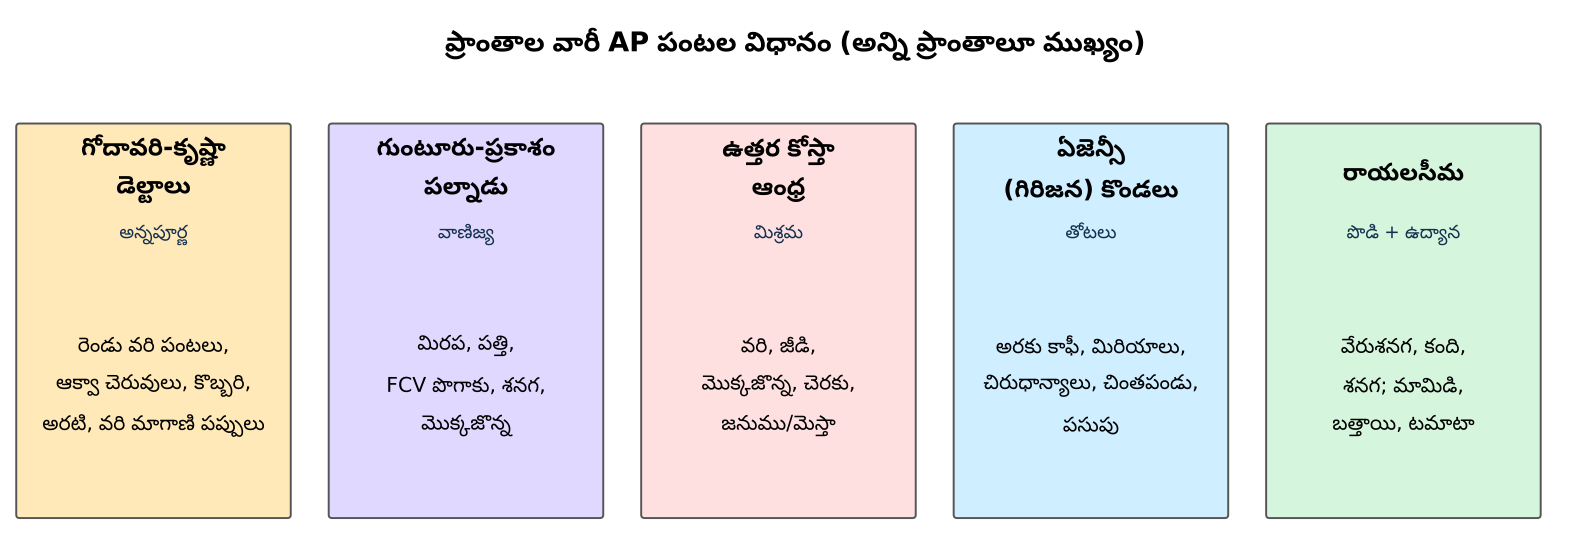 ప్రాంతాల వారీ AP పంటల విధానం (అన్ని ప్రాంతాలూ ముఖ్యం)
గోదావరి-కృష్ణా
డెల్టాలు
అన్నపూర్ణ
రెండు వరి పంటలు,
ఆక్వా చెరువులు, కొబ్బరి,
అరటి, వరి మాగాణి పప్పులు
గుంటూరు-ప్రకాశం
పల్నాడు
వాణిజ్య
మిరప, పత్తి,
FCV పొగాకు, శనగ,
మొక్కజొన్న
ఉత్తర కోస్తా
ఆంధ్ర
మిశ్రమ
వరి, జీడి,
మొక్కజొన్న, చెరకు,
జనుము/మెస్తా
ఏజెన్సీ
(గిరిజన) కొండలు
తోటలు
అరకు కాఫీ, మిరియాలు,
చిరుధాన్యాలు, చింతపండు,
పసుపు
రాయలసీమ
పొడి + ఉద్యాన
వేరుశనగ, కంది,
శనగ; మామిడి,
బత్తాయి, టమాటా